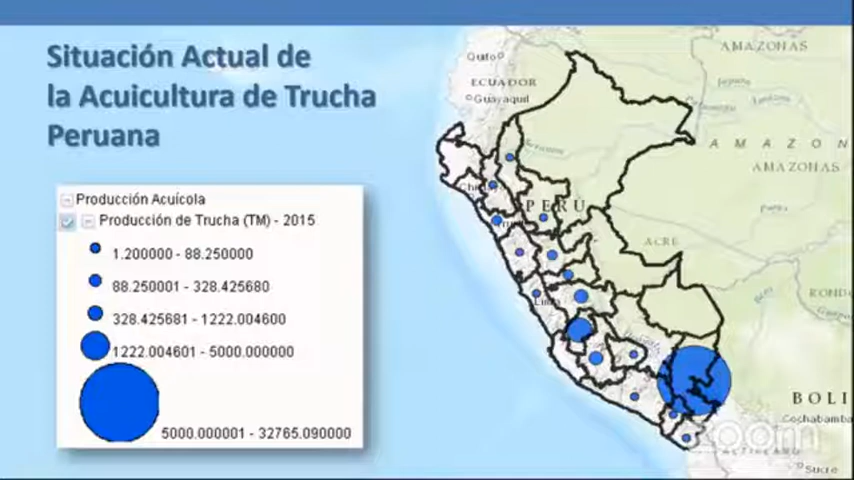 Situación Actual de
la Acuicultura de Trucha
Peruana
Producción Acuícola
Producción de Trucha (TM) - 2015
1.200000 - 88.250000
88.250001 - 328.425680
328.425681 - 1222.004600
1222.004601 - 5000.000000
5000.000001 - 32765.090000
AMAZONAS
Quito
ECUADOR
Guayaquil
AMAZON
AMAZONAS
PERU
ACRE
Lima
BOLI
Cochabamba
zoom
Sucre